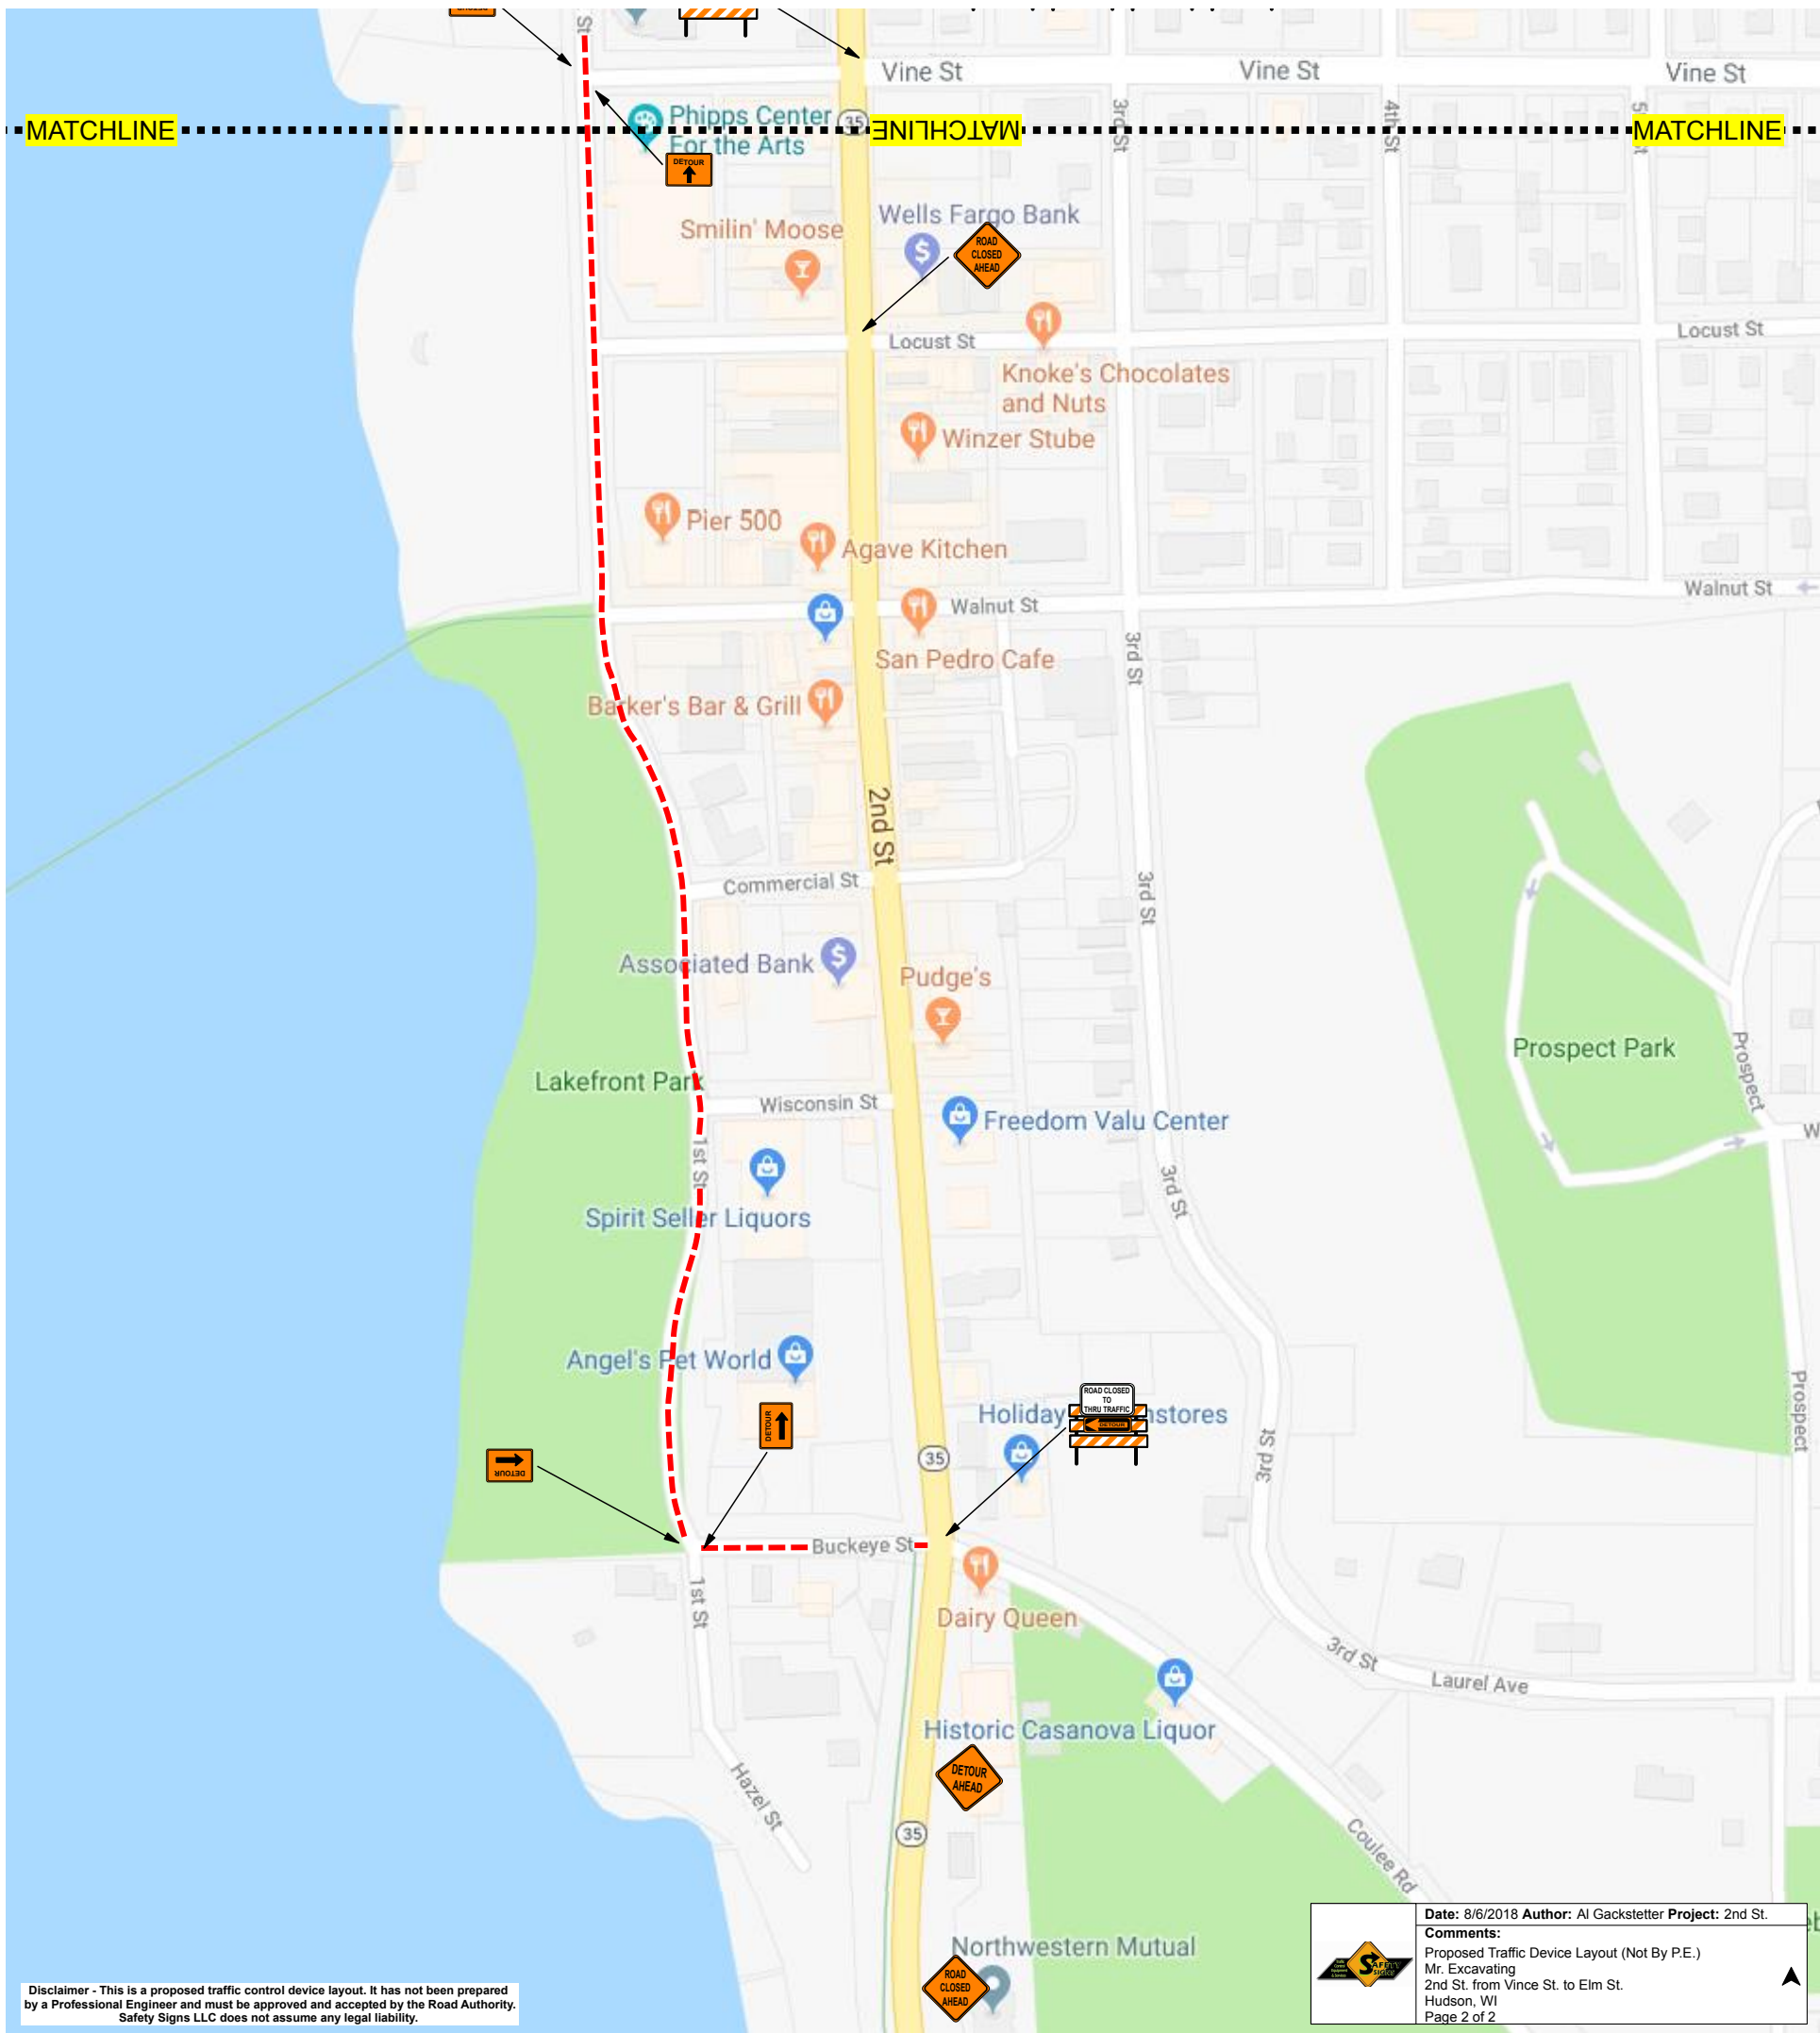 St
Vine St
Vine St
Vine St
3rd St
4th St
MATCHLINE
MATCHLINE
MATCHLINE
Phipps Center
For the Arts
35
DETOUR
Wells Fargo Bank
Smilin' Moose
ROAD
CLOSED
AHEAD
Locust St
Locust St
Knoke's Chocolates
and Nuts
Winzer Stube
Pier 500
Agave Kitchen
Walnut St
Walnut St
San Pedro Cafe
3rd St
Barker's Bar & Grill
2nd St
Commercial St
3rd St
Associated Bank
Pudge's
Prospect Park
Prospect
Lakefront Park
Wisconsin St
Freedom Valu Center
W
1st St
3rd St
Spirit Seller Liquors
Angel's Pet World
ROAD CLOSED
TO
THRU TRAFFIC
DETOUR
Holiday
nstores
Prospect
DETOUR
DETOUR
35
3rd St
Buckeye St
1st St
Dairy Queen
3rd St
Laurel Ave
Historic Casanova Liquor
DETOUR
AHEAD
Hazel St
35
Coulee Rd
Northwestern Mutual
ROAD
CLOSED
AHEAD
Disclaimer - This is a proposed traffic control device layout. It has not been prepared
by a Professional Engineer and must be approved and accepted by the Road Authority.
Safety Signs LLC does not assume any legal liability.
SAFETY
SIGNS
Date: 8/6/2018 Author: Al Gackstetter Project: 2nd St.
Comments:
Proposed Traffic Device Layout (Not By P.E.)
Mr. Excavating
2nd St. from Vince St. to Elm St.
Hudson, WI
Page 2 of 2